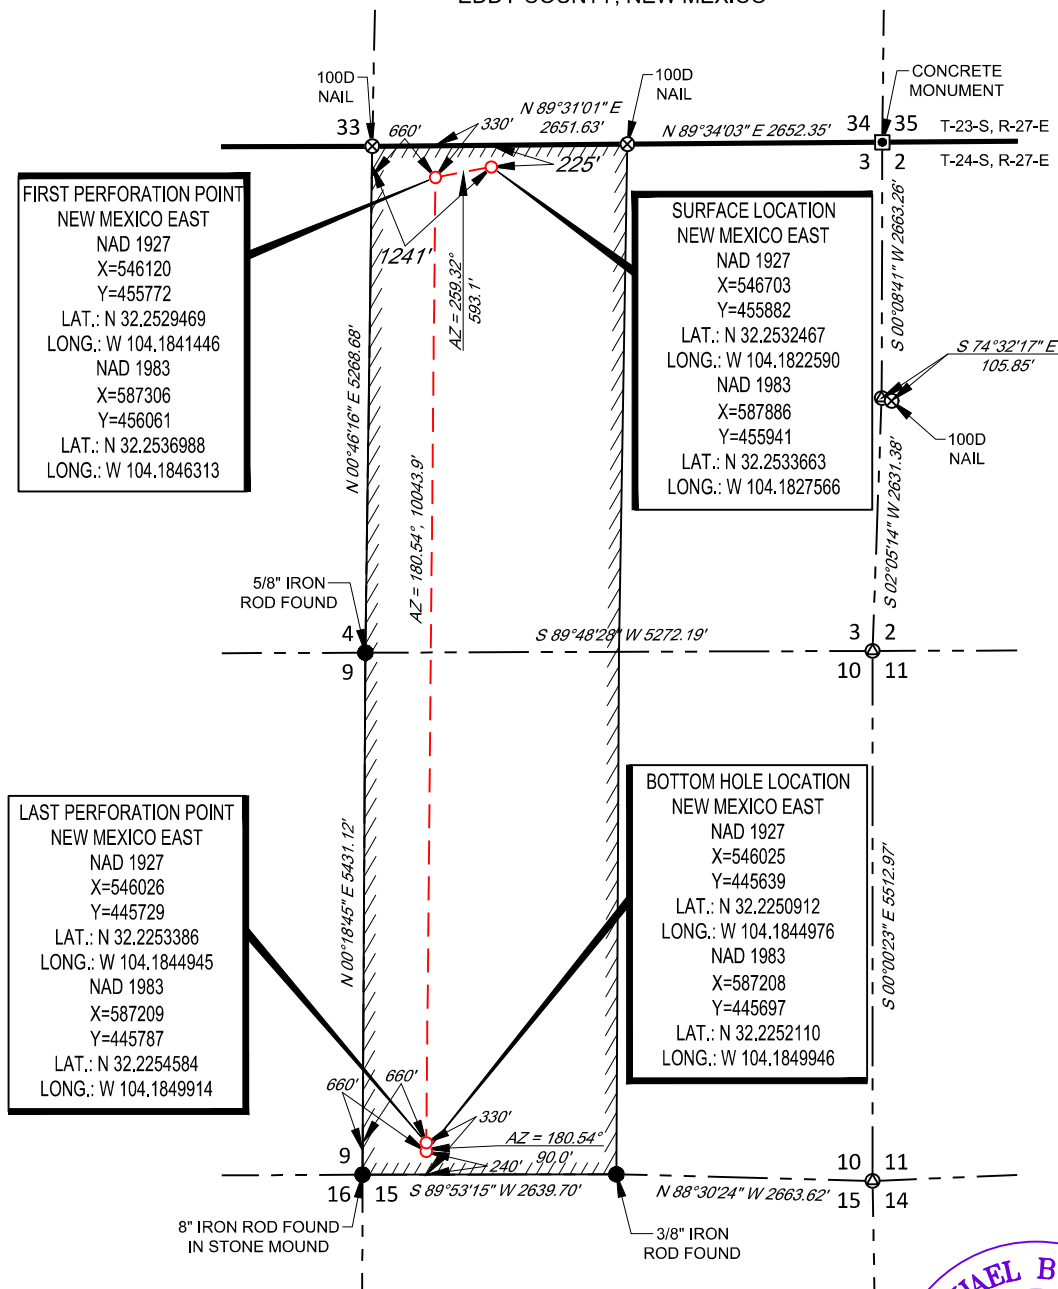 EDDY COUNTY, NEW MEXICO
100D
NAIL
100D
NAIL
CONCRETE
MONUMENT
33
660'
330'
N 89°31'01" E
2651.63'
N 89°34'03" E 2652.35'
34
35
T-23-S, R-27-E
3
2
T-24-S, R-27-E
225'
1241'
FIRST PERFORATION POINT
NEW MEXICO EAST
NAD 1927
X=546120
Y=455772
LAT.: N 32.2529469
LONG.: W 104.1841446
NAD 1983
X=587306
Y=456061
LAT.: N 32.2536988
LONG.: W 104.1846313
AZ = 259.32°
593.1'
SURFACE LOCATION
NEW MEXICO EAST
NAD 1927
X=546703
Y=455882
LAT.: N 32.2532467
LONG.: W 104.1822590
NAD 1983
X=587886
Y=455941
LAT.: N 32.2533663
LONG.: W 104.1827566
S 00°08'41" W 2663.26'
S 74°32'17" E
105.85'
100D
NAIL
N 00°46'16" E 5268.68'
AZ = 180.54°, 10043.9'
S 02°05'14" W 2631.38'
5/8" IRON
ROD FOUND
4
9
S 89°48'28" W 5272.19'
3
2
10
11
LAST PERFORATION POINT
NEW MEXICO EAST
NAD 1927
X=546026
Y=445729
LAT.: N 32.2253386
LONG.: W 104.1844945
NAD 1983
X=587209
Y=445787
LAT.: N 32.2254584
LONG.: W 104.1849914
N 00°18'45" E 5431.12'
BOTTOM HOLE LOCATION
NEW MEXICO EAST
NAD 1927
X=546025
Y=445639
LAT.: N 32.2250912
LONG.: W 104.1844976
NAD 1983
X=587208
Y=445697
LAT.: N 32.2252110
LONG.: W 104.1849946
S 00°00'23" E 5512.97'
660'
660'
330'
AZ = 180.54°
90.0'
240'
9
16
15
S 89°53'15" W 2639.70'
N 88°30'24" W 2663.62'
10
11
15
14
8" IRON ROD FOUND
IN STONE MOUND
3/8" IRON
ROD FOUND